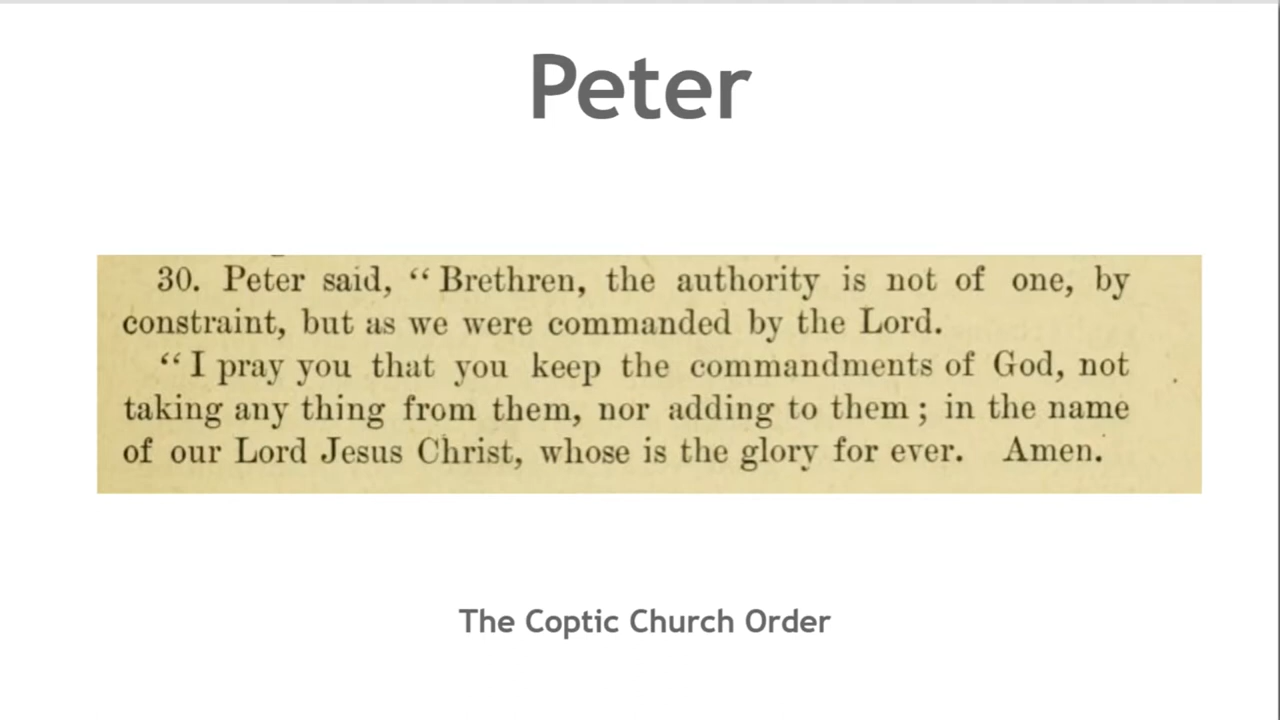 Peter
30. Peter said, “ Brethren, the authority is not of one, by
constraint, but as we were commanded by the Lord.
“ I pray you that you keep the commandments of God, not
taking any thing from them, nor adding to them ; in the name
of our Lord Jesus Christ, whose is the glory for ever. Amen.
The Coptic Church Order